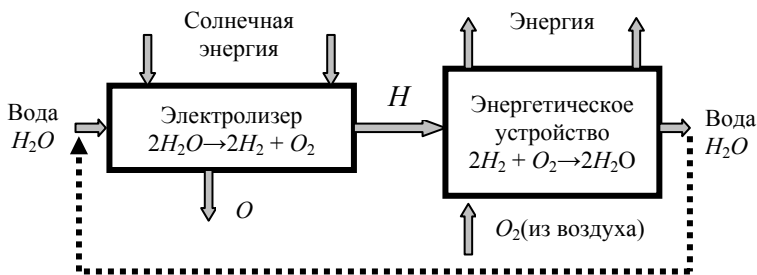 Солнечная
энергия
Энергия
Вода
H₂O
Электролизер
2H₂O→2H₂ + O₂
H
Энергетическое
устройство
2H₂ + O₂→2H₂O
Вода
H₂O
O
O₂(из воздуха)